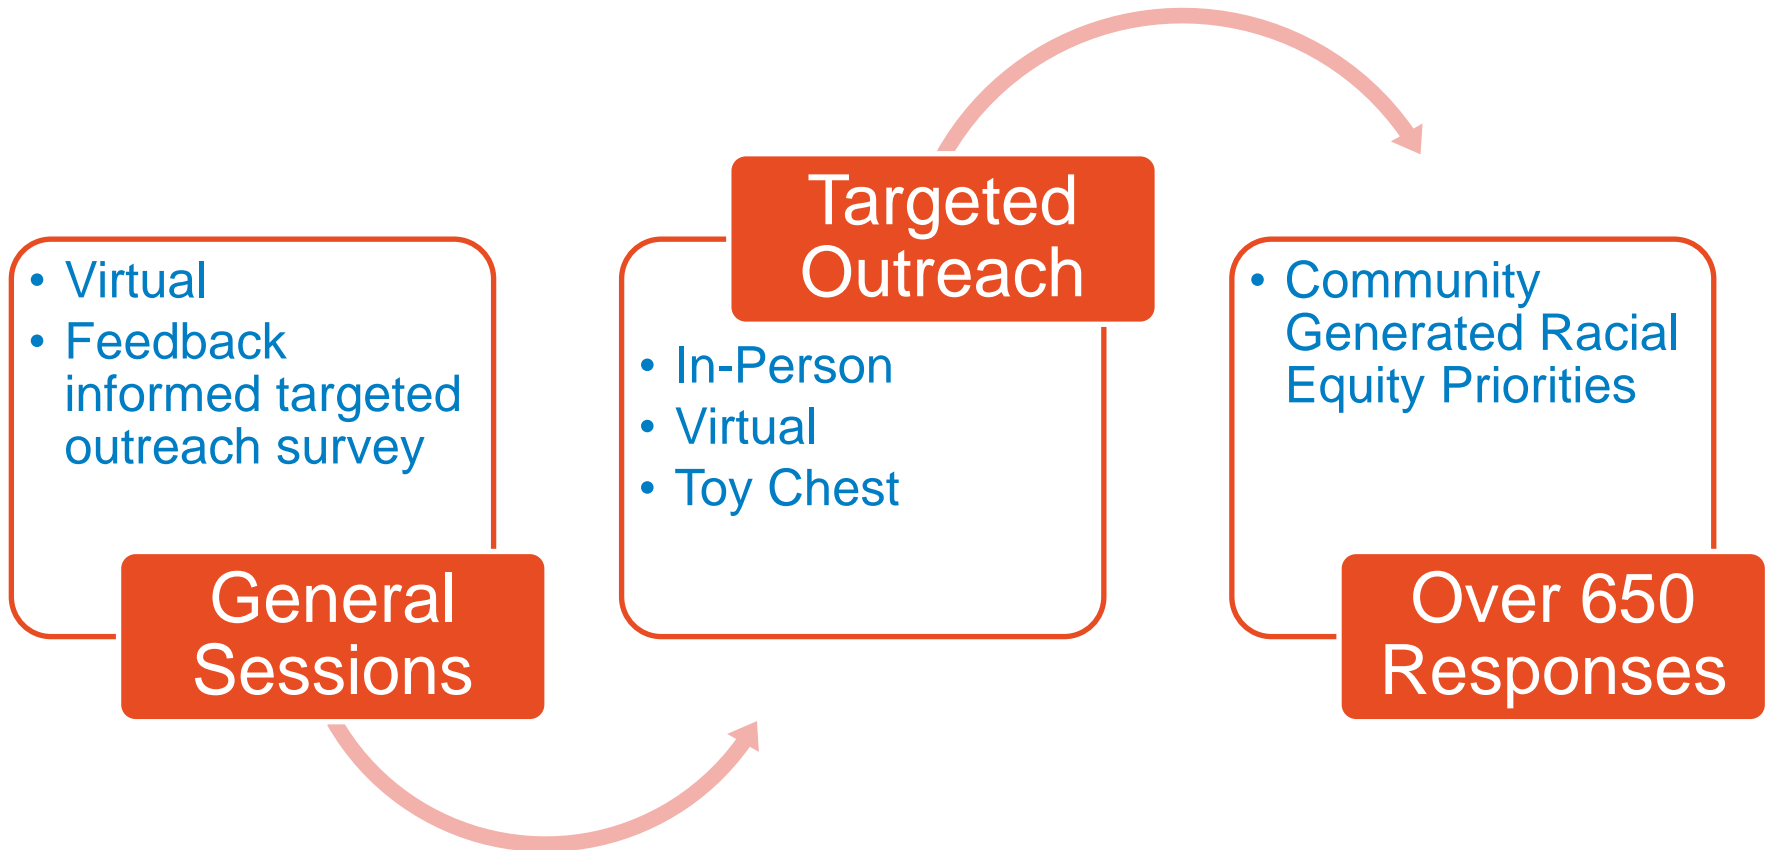 • Virtual
• Feedback
informed targeted
outreach survey
General
Sessions
Targeted
Outreach
• In-Person
• Virtual
• Toy Chest
• Community
Generated Racial
Equity Priorities
Over 650
Responses